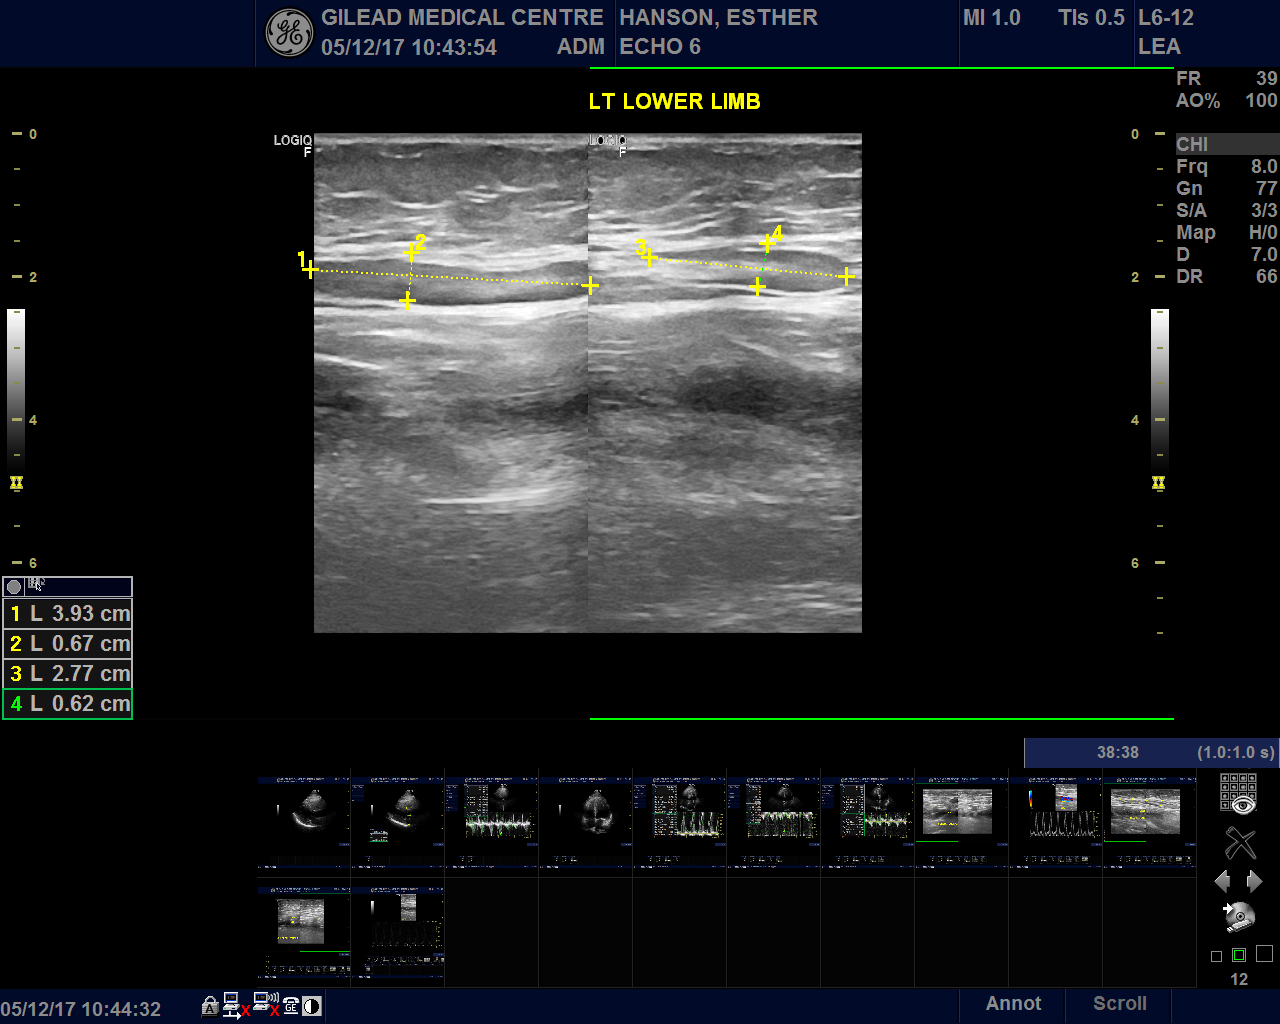 GILEAD MEDICAL CENTRE
05/12/17 10:43:54 ADM
HANSON, ESTHER
ECHO 6
MI 1.0 TIs 0.5
L6-12
LEA
FR 39
AO% 100
LT LOWER LIMB
LOGIQ
F
LOGIQ
F
CHI
Frq 8.0
Gn 77
S/A 3/3
Map H/0
D 7.0
DR 66
0
2
4
6
0
2
4
6
1
2
3
4
1 L 3.93 cm
2 L 0.67 cm
3 L 2.77 cm
4 L 0.62 cm
38:38 (1.0:1.0 s)
12
05/12/17 10:44:32
A
GE
Annot
Scroll